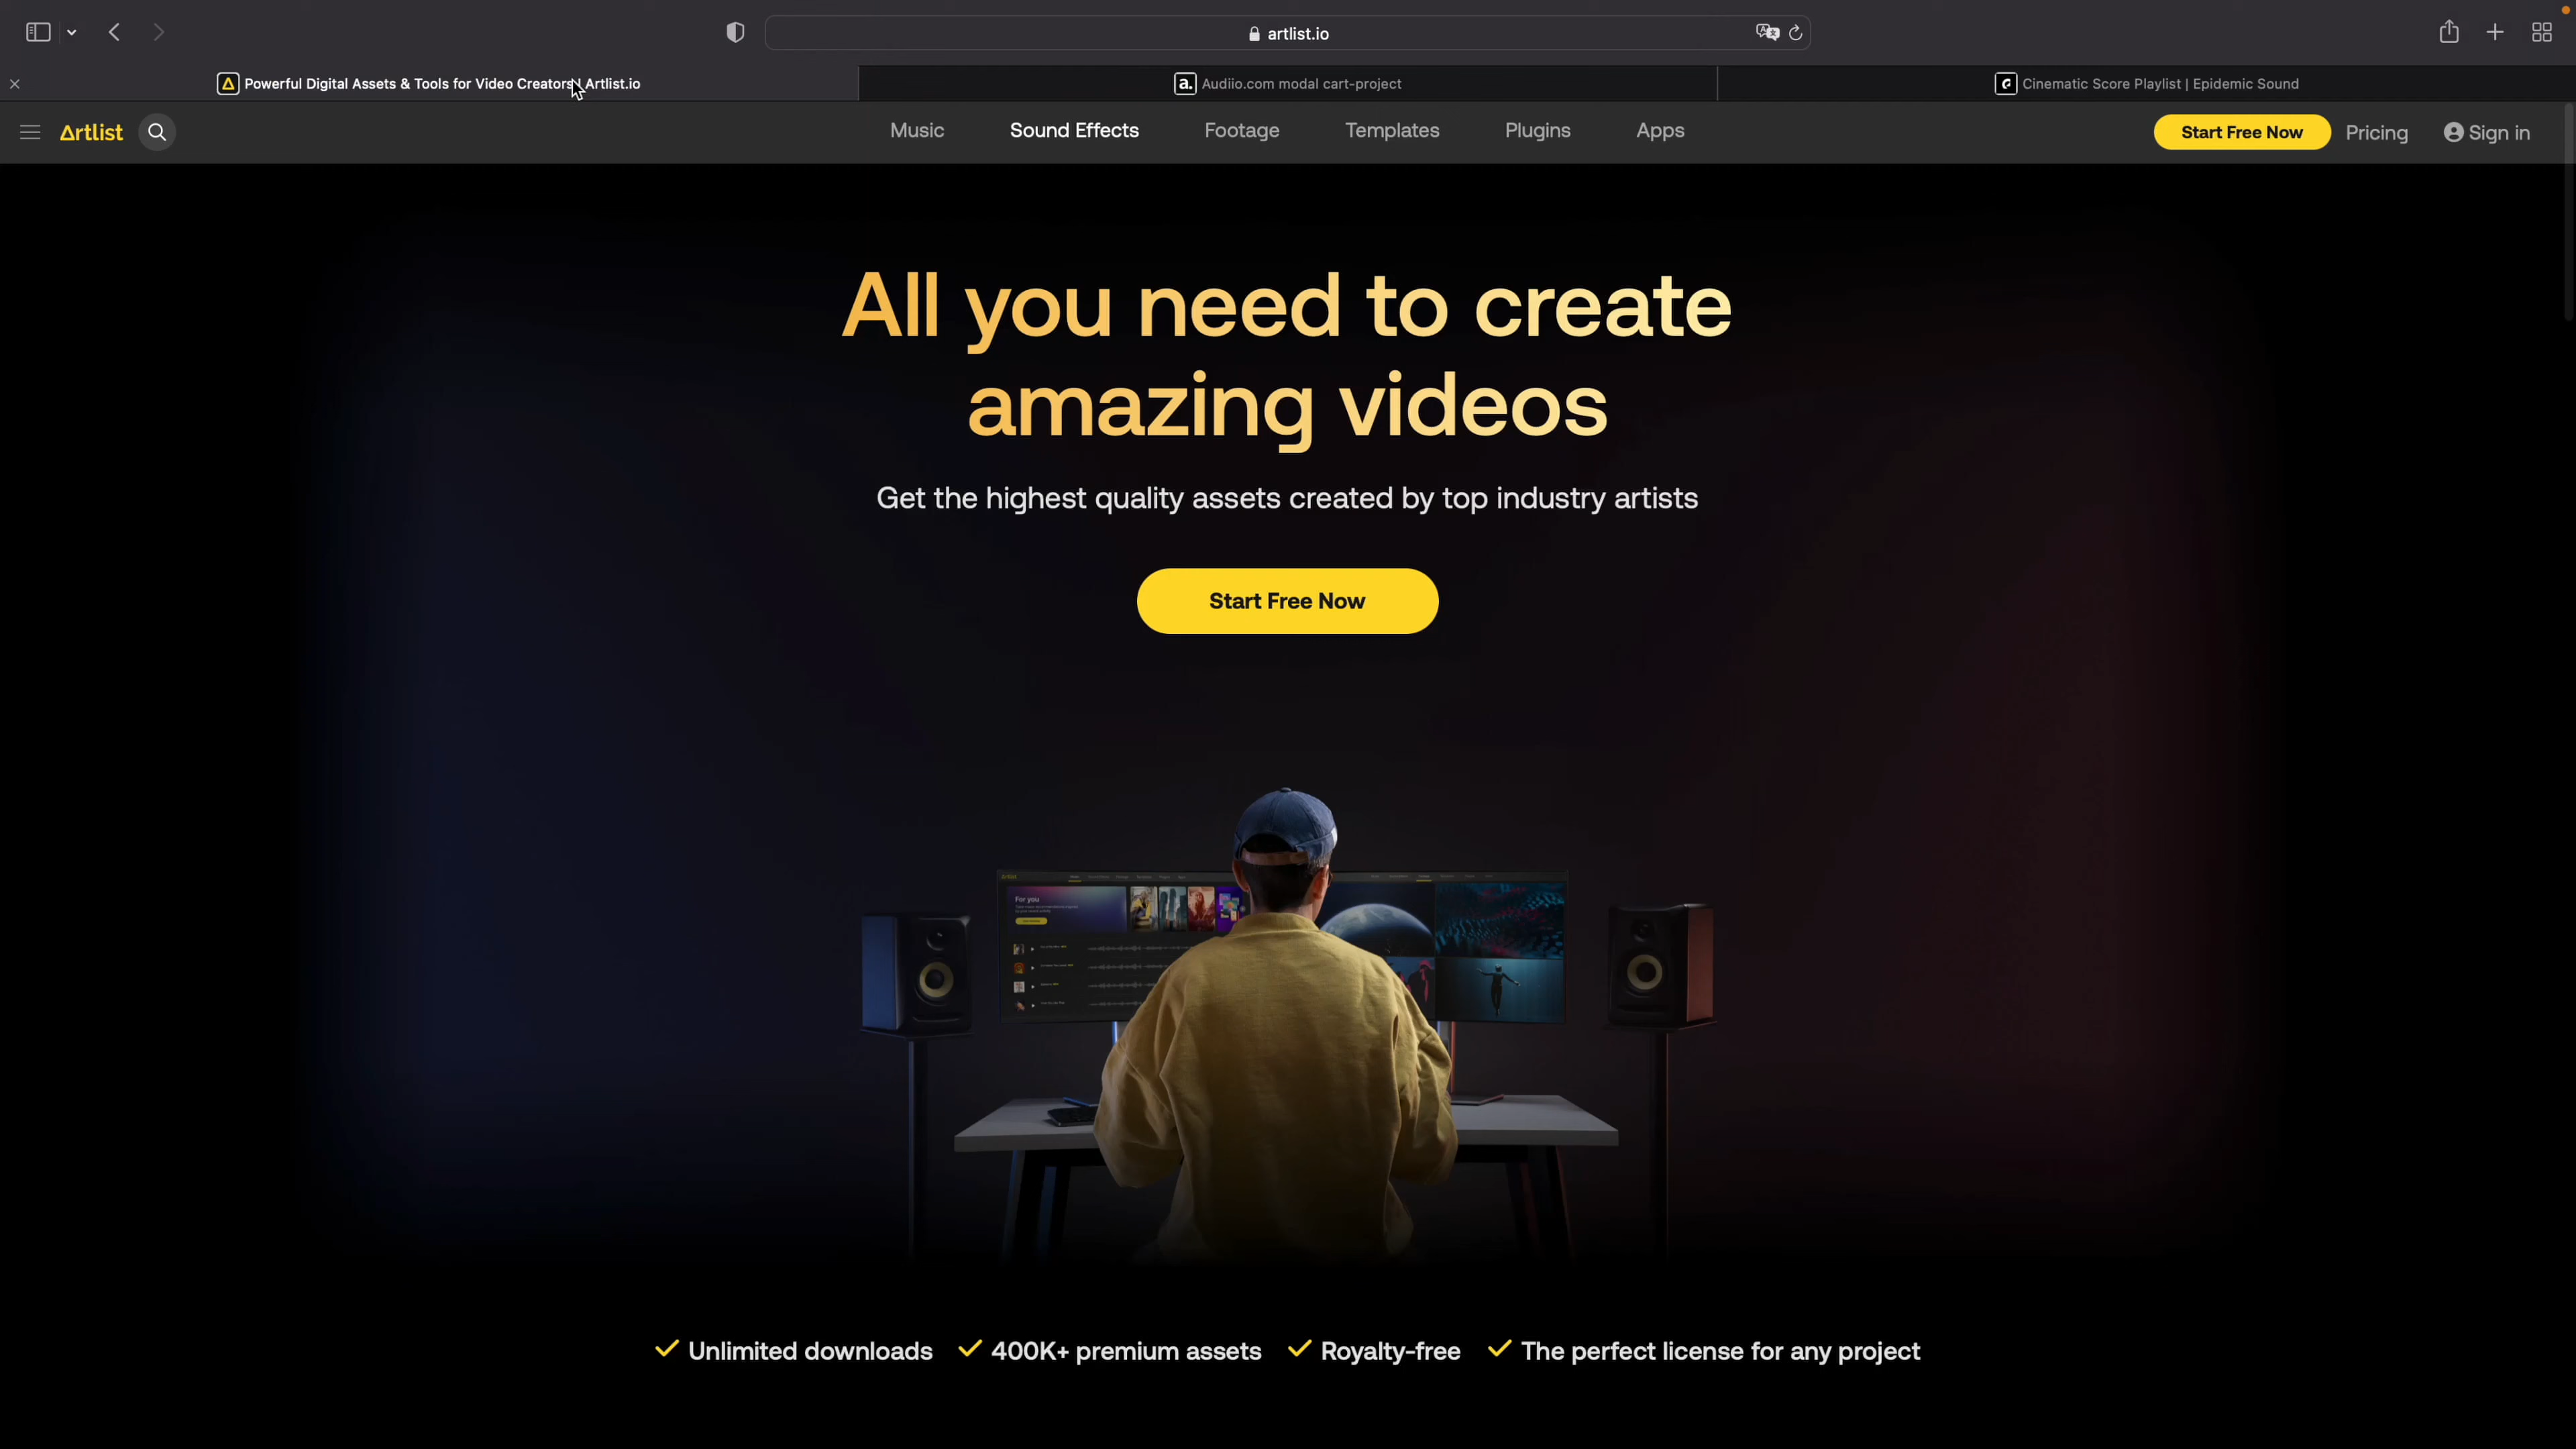 artlist.io
Powerful Digital Assets & Tools for Video Creators | Artlist.io
Audiio.com modal cart-project
Cinematic Score Playlist | Epidemic Sound
Artlist
Music
Sound Effects
Footage
Templates
Plugins
Apps
Start Free Now
Pricing
Sign in
All you need to create
amazing videos
Get the highest quality assets created by top industry artists
Start Free Now
For you
Unlimited downloads
400K+ premium assets
Royalty-free
The perfect license for any project